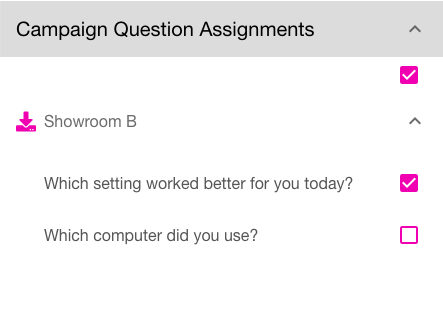 Campaign Question Assignments
Showroom B
Which setting worked better for you today?
Which computer did you use?